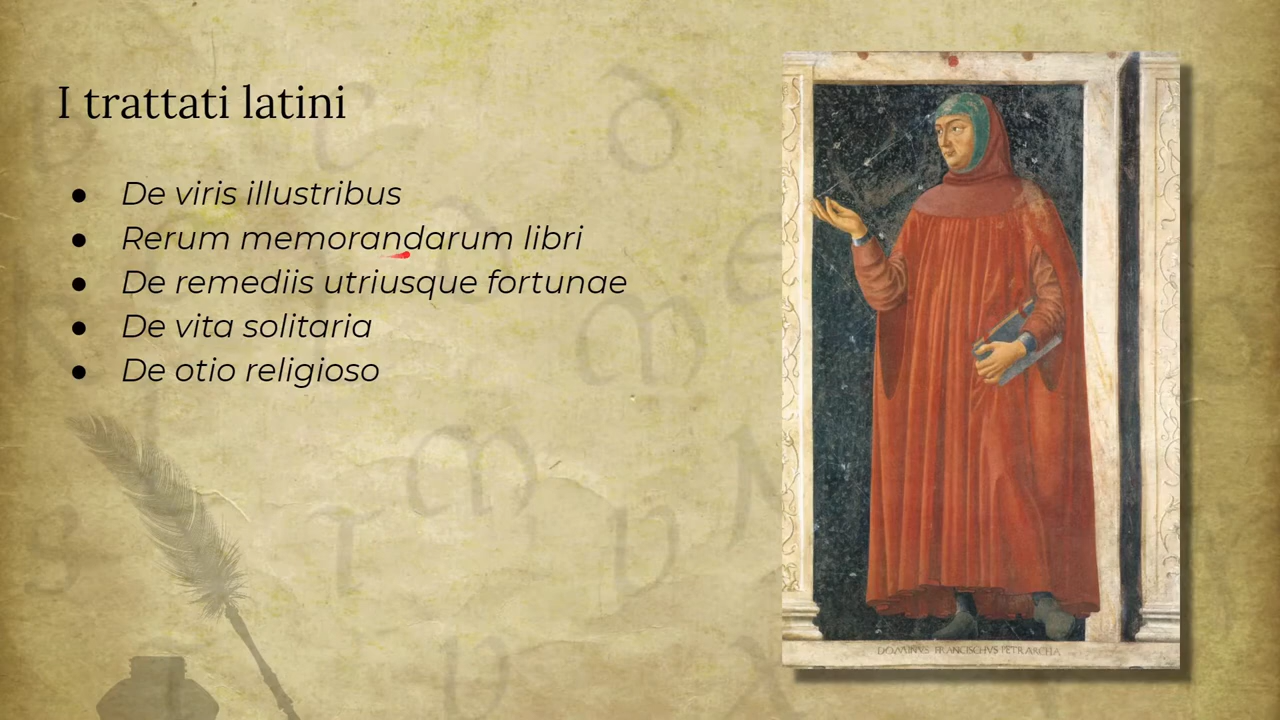 I trattati latini
● De viris illustribus
● Rerum memorandarum libri
● De remediis utriusque fortunae
● De vita solitaria
● De otio religioso
DOMINVS FRANCISCHVS PETRARCHA